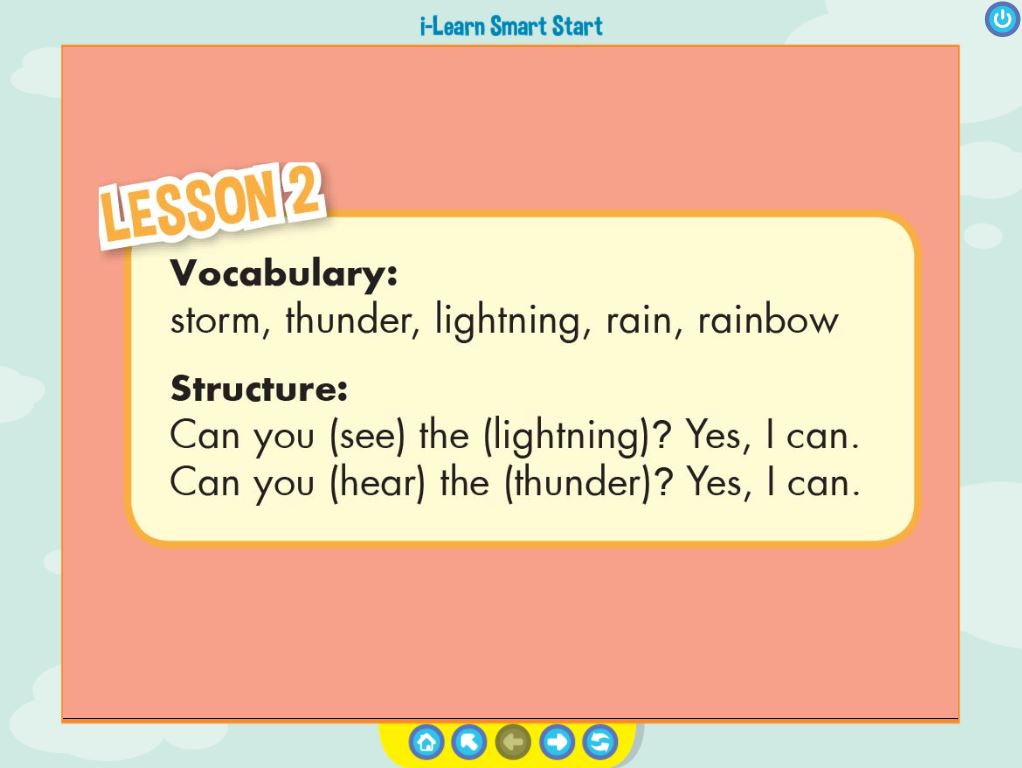 i-Learn Smart Start
LESSON 2
Vocabulary:
storm, thunder, lightning, rain, rainbow
Structure:
Can you (see) the (lightning)? Yes, I can.
Can you (hear) the (thunder)? Yes, I can.